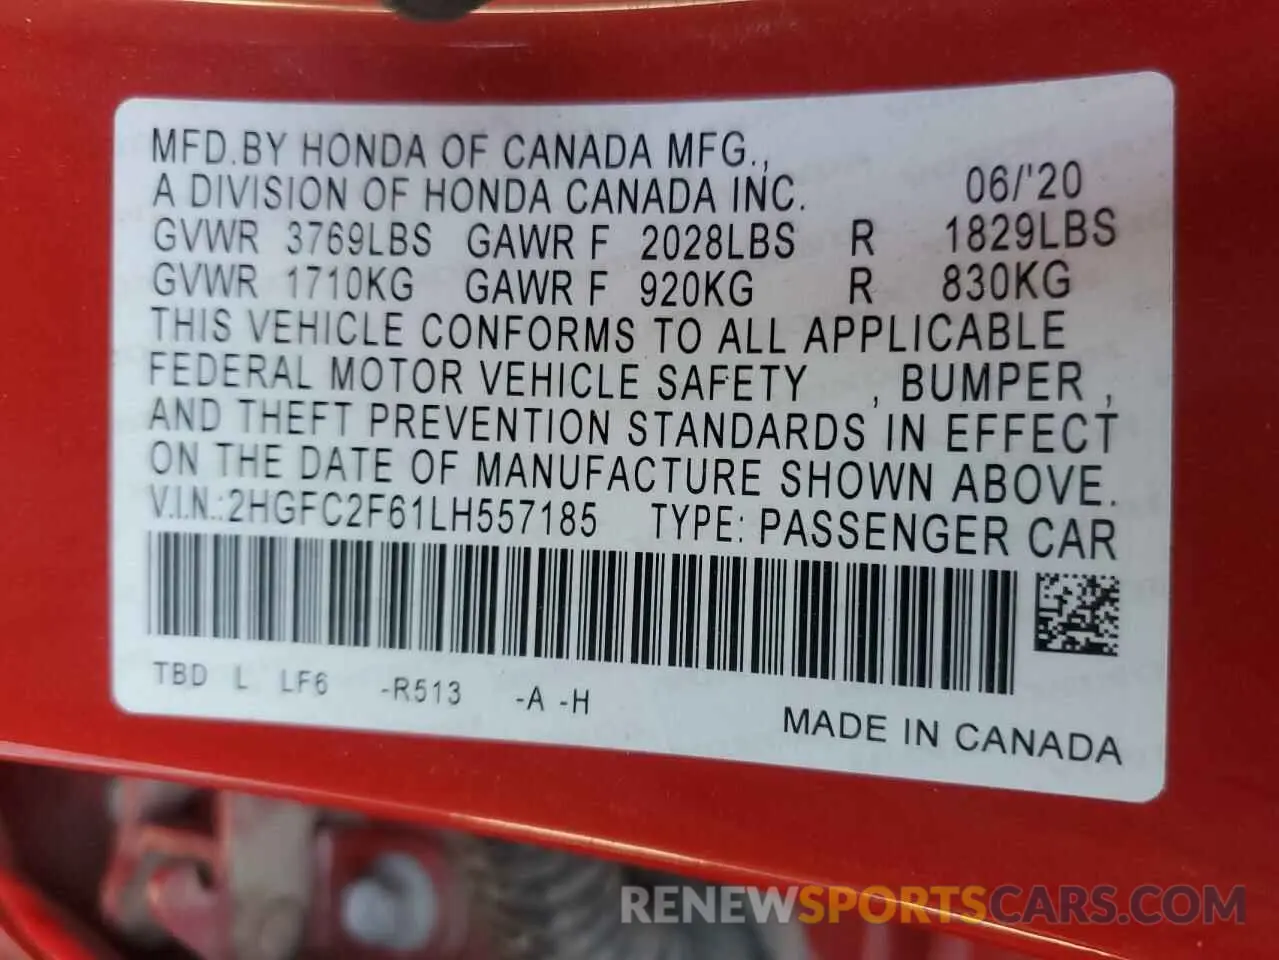 MFD.BY HONDA OF CANADA MFG.,
A DIVISION OF HONDA CANADA INC. 06/'20
GVWR 3769LBS GAWR F 2028LBS R 1829LBS
GVWR 1710KG GAWR F 920KG R 830KG
THIS VEHICLE CONFORMS TO ALL APPLICABLE
FEDERAL MOTOR VEHICLE SAFETY , BUMPER ,
AND THEFT PREVENTION STANDARDS IN EFFECT
ON THE DATE OF MANUFACTURE SHOWN ABOVE.
V.I.N.:2HGFC2F61LH557185 TYPE: PASSENGER CAR
TBD L LF6 -R513 -A -H
MADE IN CANADA
RENEWSPORTSCARS.COM